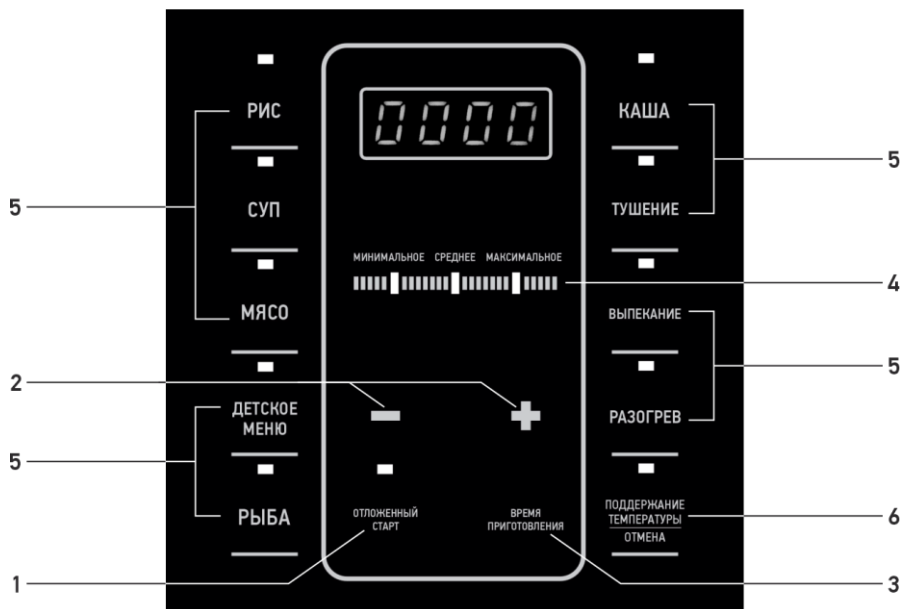 0000
РИС
КАША
5
СУП
ТУШЕНИЕ
5
МИНИМАЛЬНОЕ СРЕДНЕЕ МАКСИМАЛЬНОЕ
4
МЯСО
ВЫПЕКАНИЕ
5
2
ДЕТСКОЕ
МЕНЮ
РАЗОГРЕВ
5
РЫБА
ОТЛОЖЕННЫЙ
СТАРТ
ВРЕМЯ
ПРИГОТОВЛЕНИЯ
ПОДДЕРЖАНИЕ
ТЕМПЕРАТУРЫ
ОТМЕНА
6
1
3